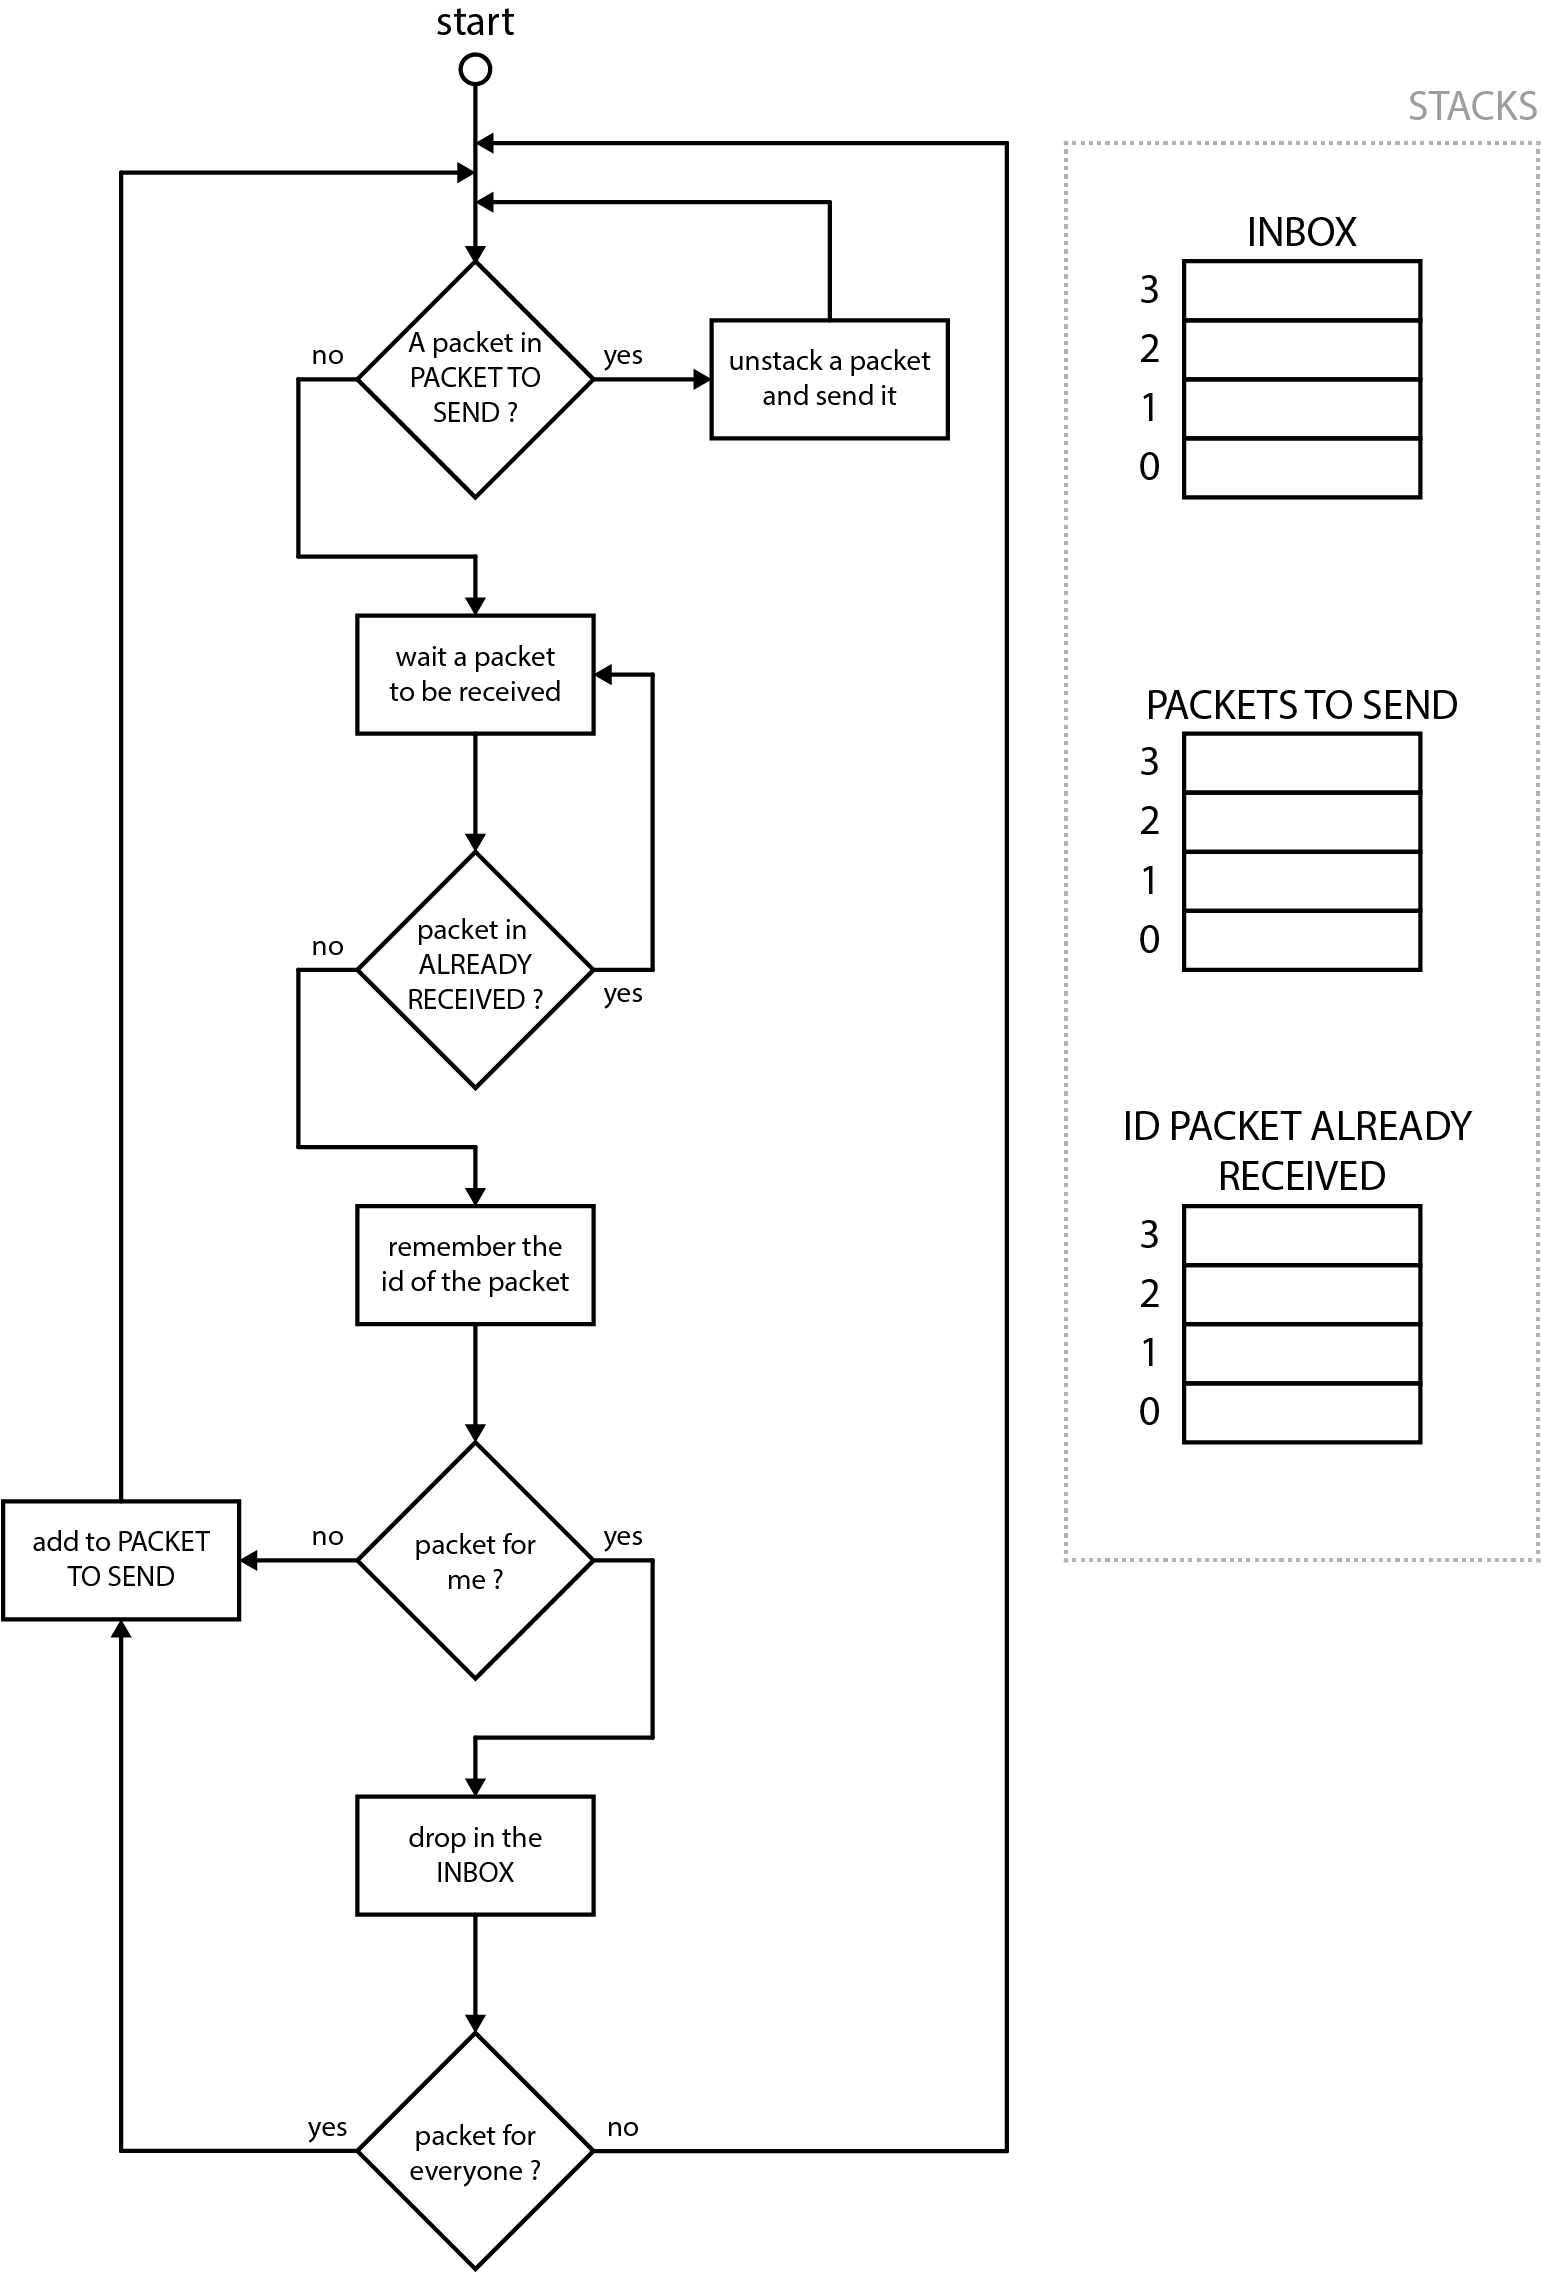 start
A packet in
PACKET TO
SEND ?
no
yes
unstack a packet
and send it
wait a packet
to be received
packet in
ALREADY
RECEIVED ?
no
yes
remember the
id of the packet
packet for
me ?
no
yes
add to PACKET
TO SEND
drop in the
INBOX
packet for
everyone ?
yes
no
STACKS
INBOX
3
2
1
0
PACKETS TO SEND
3
2
1
0
ID PACKET ALREADY
RECEIVED
3
2
1
0